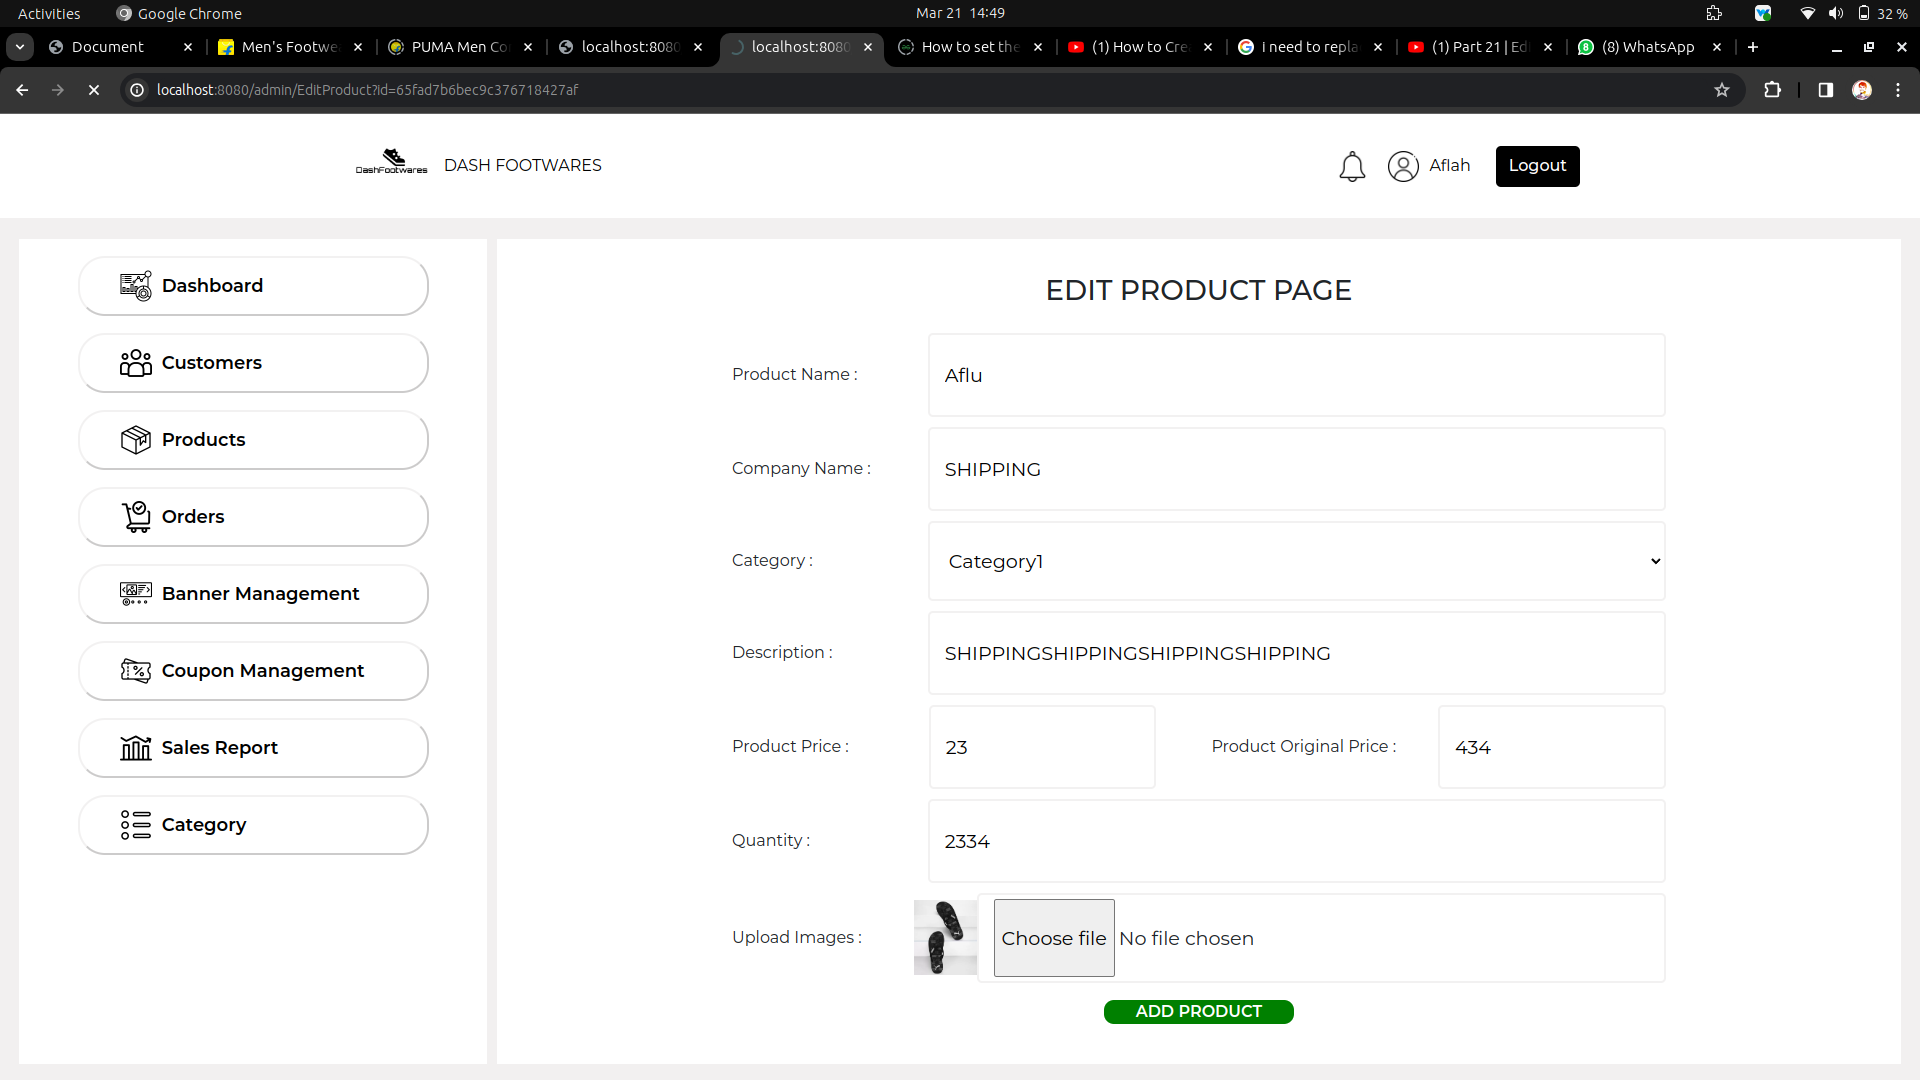 Activities Google Chrome Mar 21 14:49 32 %
Document Men's Footwe PUMA Men Co localhost:8080 localhost:8080 How to set the (1) How to Cre i need to repla (1) Part 21 | Ed (8) WhatsApp
localhost:8080/admin/EditProduct?id=65fad7b6bec9c376718427af
DashFootwares DASH FOOTWARES Aflah Logout
Dashboard
Customers
Products
Orders
Banner Management
Coupon Management
Sales Report
Category
EDIT PRODUCT PAGE
Product Name : Aflu
Company Name : SHIPPING
Category : Category1
Description : SHIPPINGSHIPPINGSHIPPINGSHIPPING
Product Price : 23 Product Original Price : 434
Quantity : 2334
Upload Images : Choose file No file chosen
ADD PRODUCT